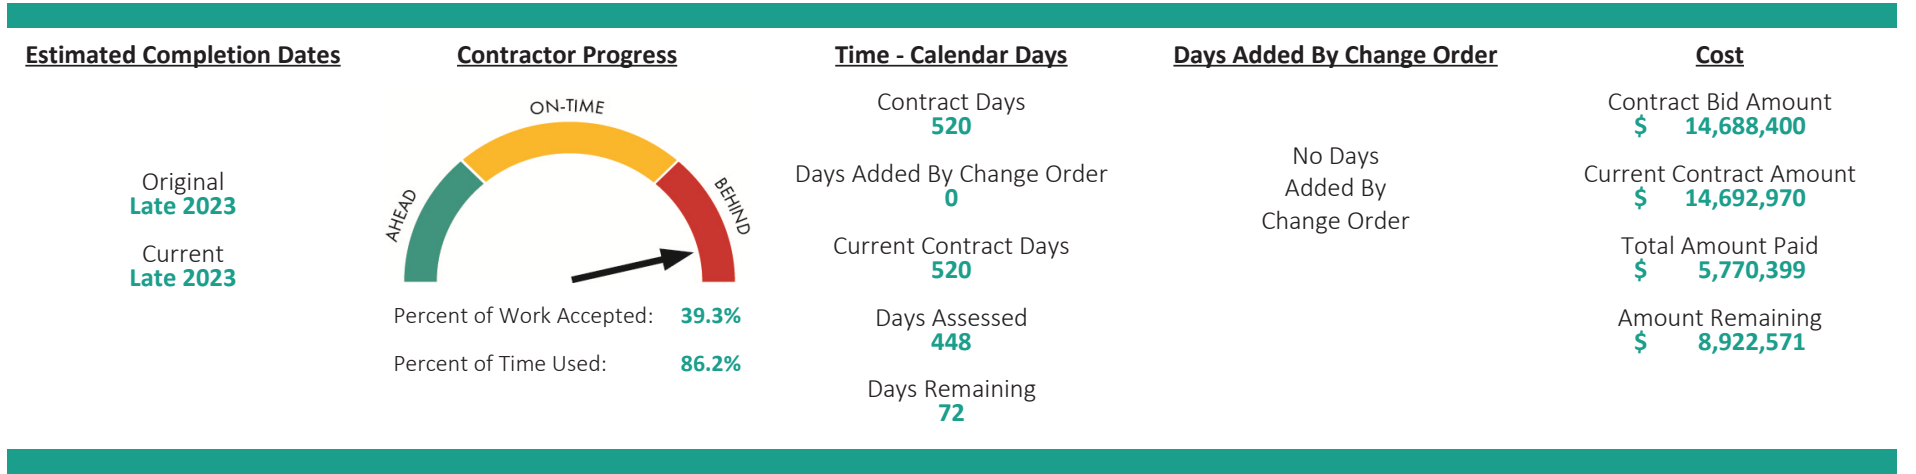 Estimated Completion Dates
Original
Late 2023
Current
Late 2023
Contractor Progress
ON-TIME
AHEAD
BEHIND
Percent of Work Accepted: 39.3%
Percent of Time Used: 86.2%
Time - Calendar Days
Contract Days
520
Days Added By Change Order
0
Current Contract Days
520
Days Assessed
448
Days Remaining
72
Days Added By Change Order
No Days
Added By
Change Order
Cost
Contract Bid Amount
$ 14,688,400
Current Contract Amount
$ 14,692,970
Total Amount Paid
$ 5,770,399
Amount Remaining
$ 8,922,571